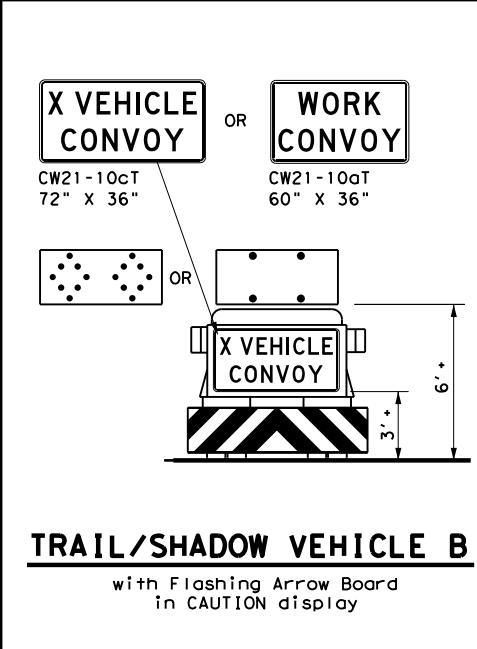 X VEHICLE
CONVOY
OR
WORK
CONVOY
CW21-10cT
72" X 36"
CW21-10aT
60" X 36"
OR
X VEHICLE
CONVOY
6'+
3'+
TRAIL/SHADOW VEHICLE B
with Flashing Arrow Board
in CAUTION display